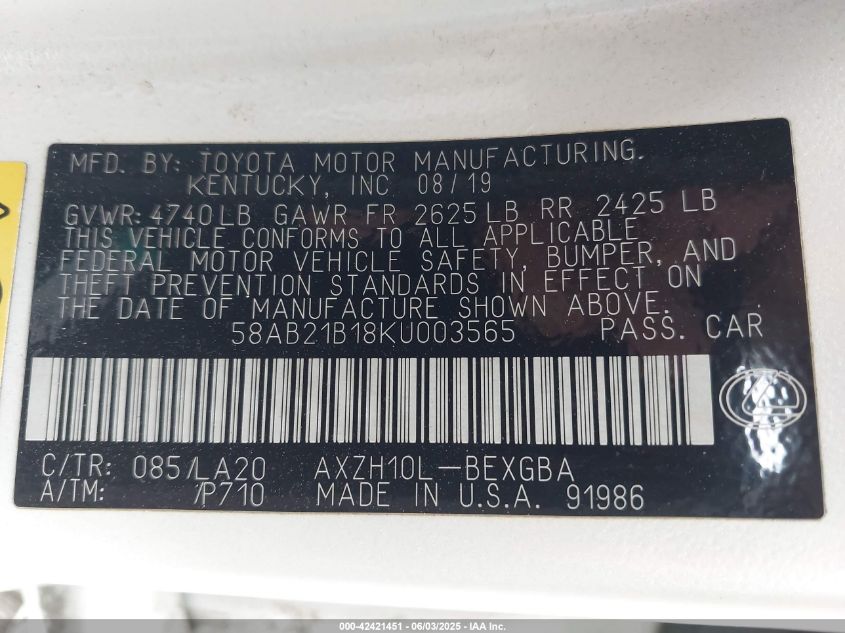 MFD. BY: TOYOTA MOTOR MANUFACTURING.
KENTUCKY, INC 08/19
GVWR: 4740 LB GAWR FR 2625 LB RR 2425 LB
THIS VEHICLE CONFORMS TO ALL APPLICABLE
FEDERAL MOTOR VEHICLE SAFETY, BUMPER, AND
THEFT PREVENTION STANDARDS IN EFFECT ON
THE DATE OF MANUFACTURE SHOWN ABOVE.
58AB21B18KU003565 PASS. CAR
C/TR: 085/LA20 AXZH10L-BEXGBA
A/TM: /P710 MADE IN U.S.A. 91986
000-42421451 - 06/03/2025 - IAA Inc.